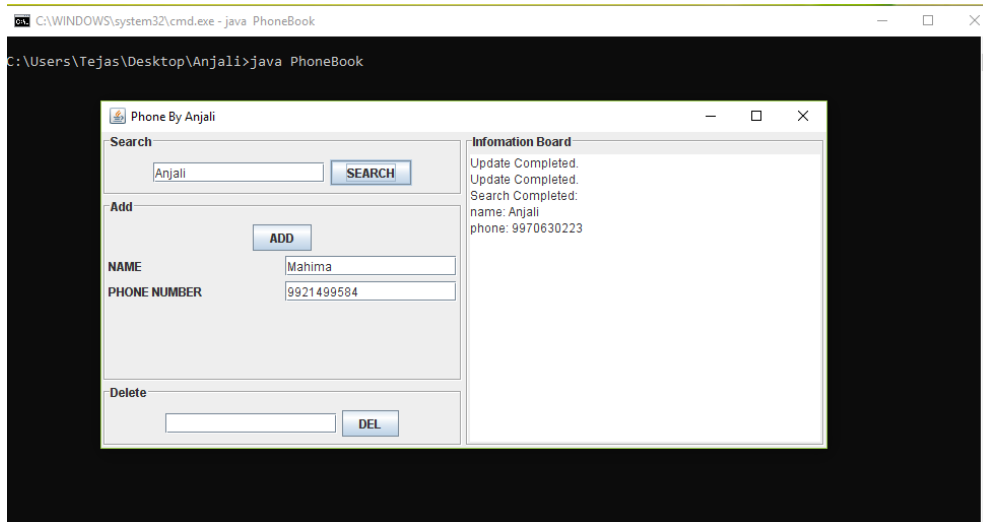 C:\WINDOWS\system32\cmd.exe - java PhoneBook
C:\Users\Tejas\Desktop\Anjali>java PhoneBook
Phone By Anjali
Search
Anjali SEARCH
Add
ADD
NAME Mahima
PHONE NUMBER 9921499584
Delete
DEL
Infomation Board
Update Completed.
Update Completed.
Search Completed:
name: Anjali
phone: 9970630223